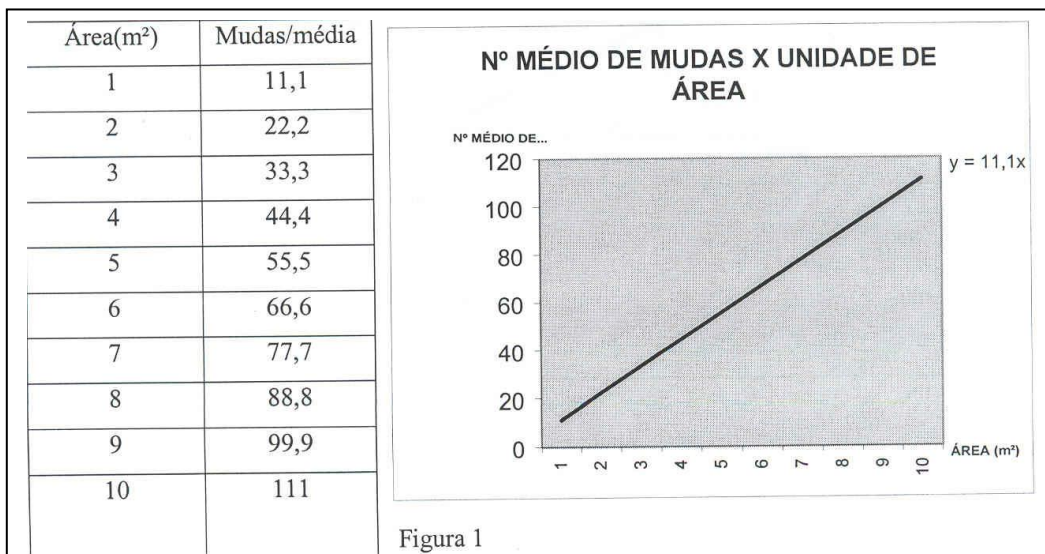 Área(m²) Mudas/média
1 11,1
2 22,2
3 33,3
4 44,4
5 55,5
6 66,6
7 77,7
8 88,8
9 99,9
10 111
Nº MÉDIO DE MUDAS X UNIDADE DE
ÁREA
Nº MÉDIO DE...
120
100
80
60
40
20
0
y = 11,1x
1 2 3 4 5 6 7 8 9 10
ÁREA (m²)
Figura 1